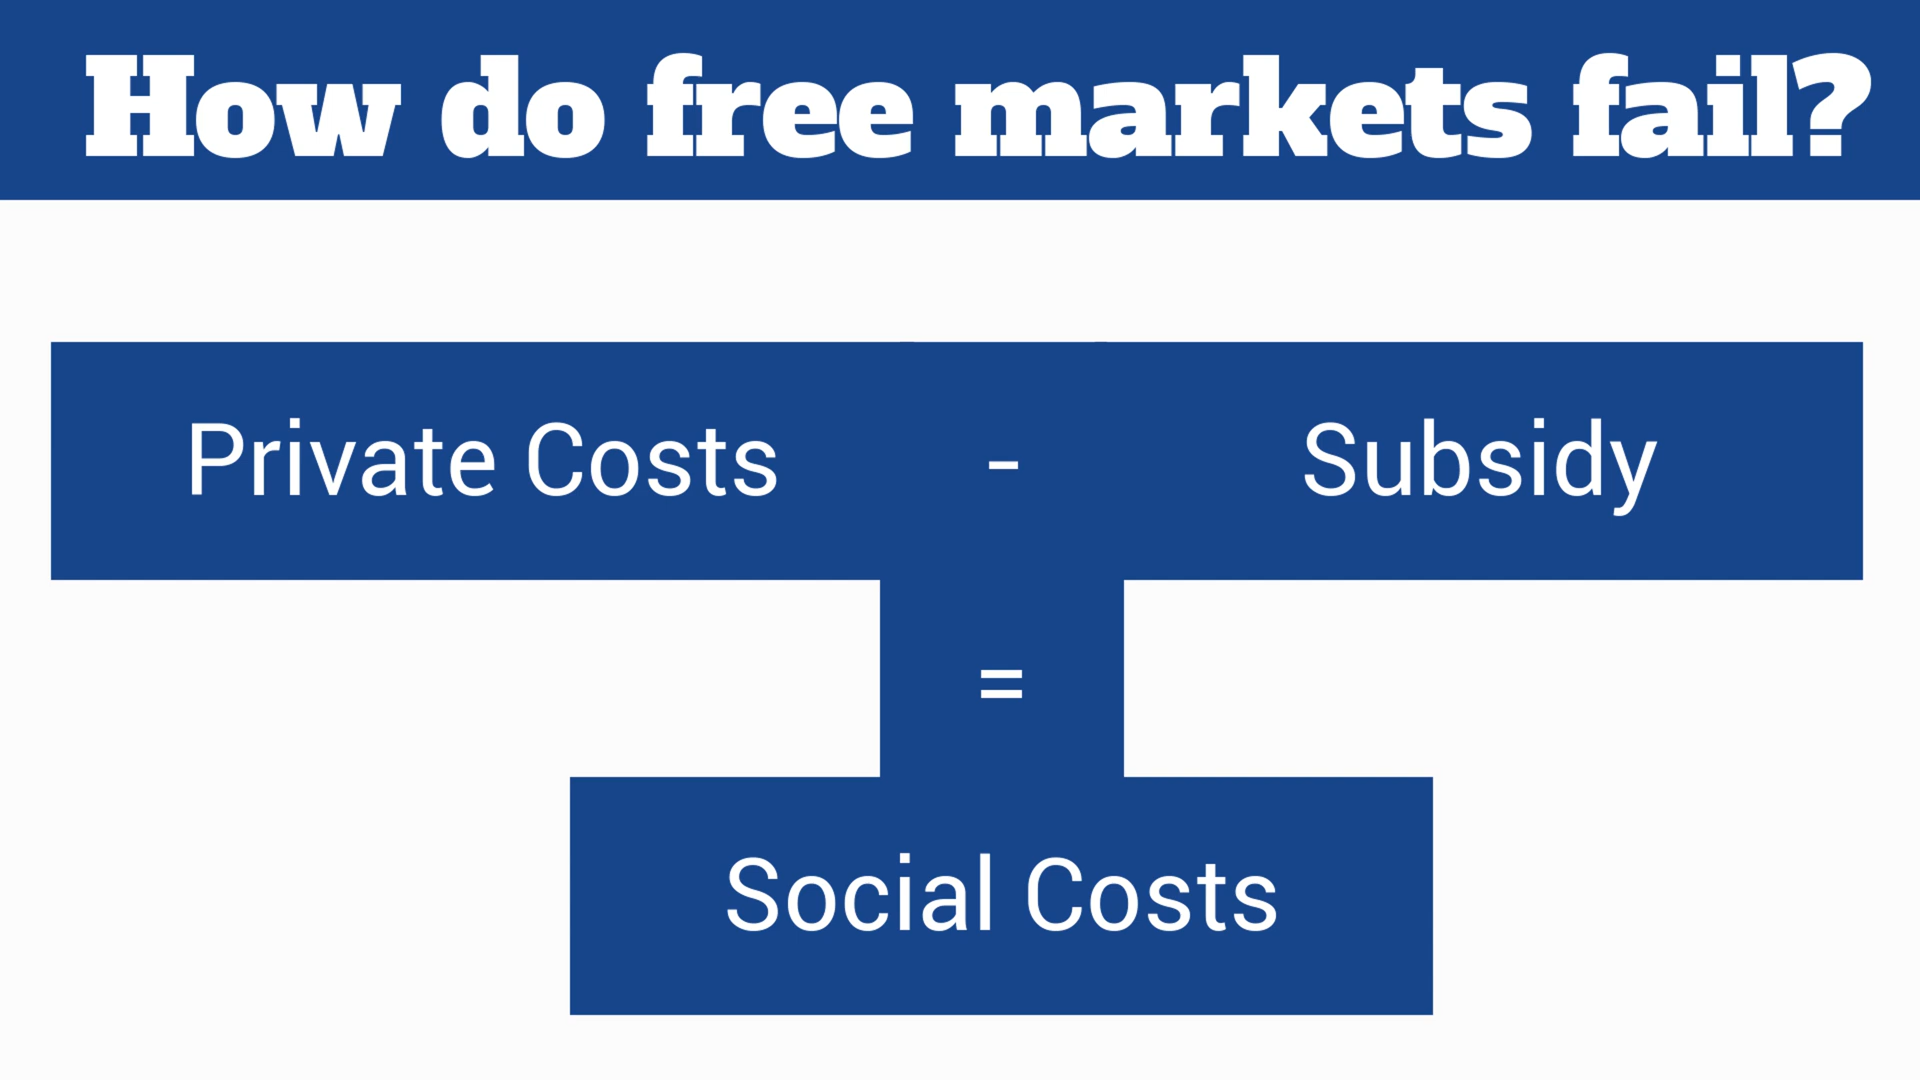 How do free markets fail?
Private Costs - Subsidy
=
Social Costs